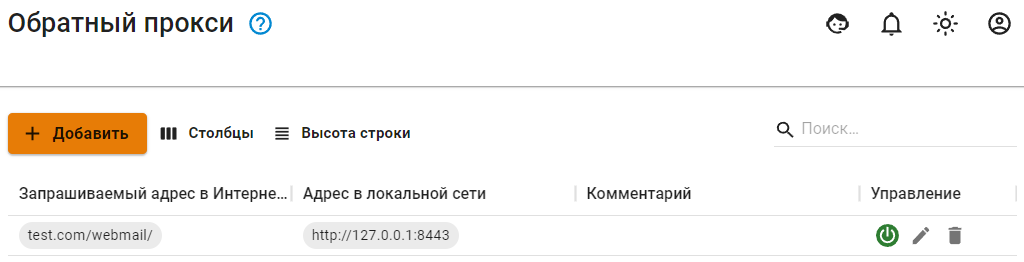 Обратный прокси
Добавить Столбцы Высота строки Поиск...
Запрашиваемый адрес в Интерне... Адрес в локальной сети Комментарий Управление
test.com/webmail/ http://127.0.0.1:8443